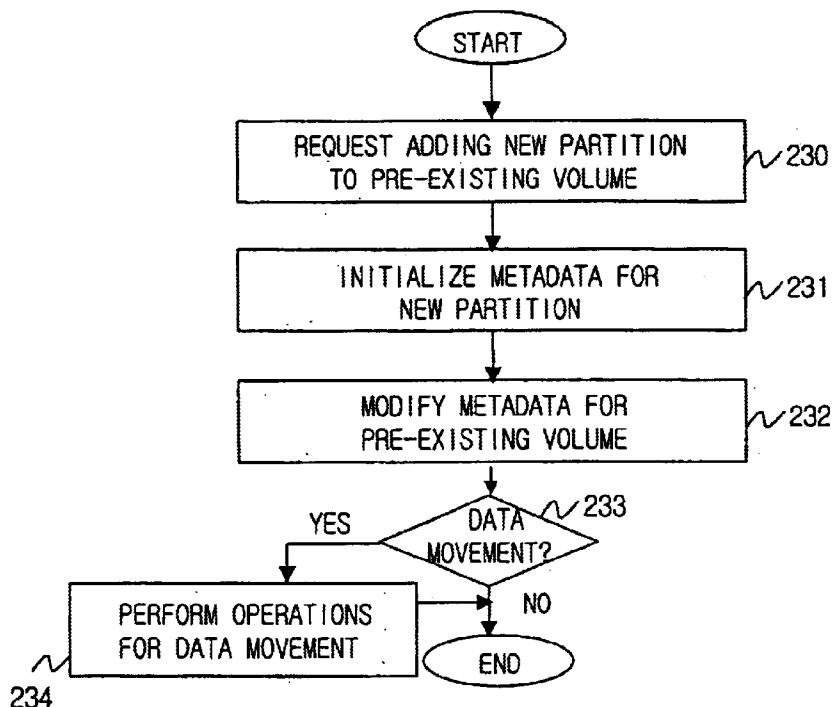 START
REQUEST ADDING NEW PARTITION
TO PRE-EXISTING VOLUME
230
INITIALIZE METADATA FOR
NEW PARTITION
231
MODIFY METADATA FOR
PRE-EXISTING VOLUME
232
233
DATA
MOVEMENT?
YES
NO
PERFORM OPERATIONS
FOR DATA MOVEMENT
234
END